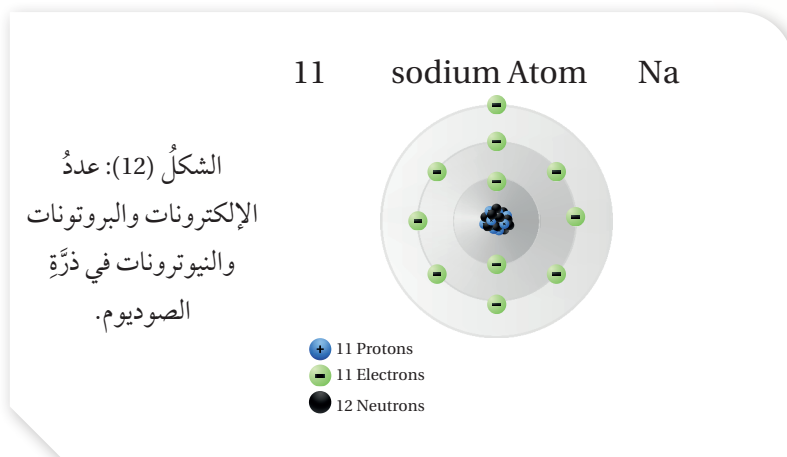 11 sodium Atom Na
الشكلُ (12): عددُ
الإلكترونات والبروتونات
والنيوترونات في ذرَّةِ
الصوديوم.
+ 11 Protons
- 11 Electrons
12 Neutrons